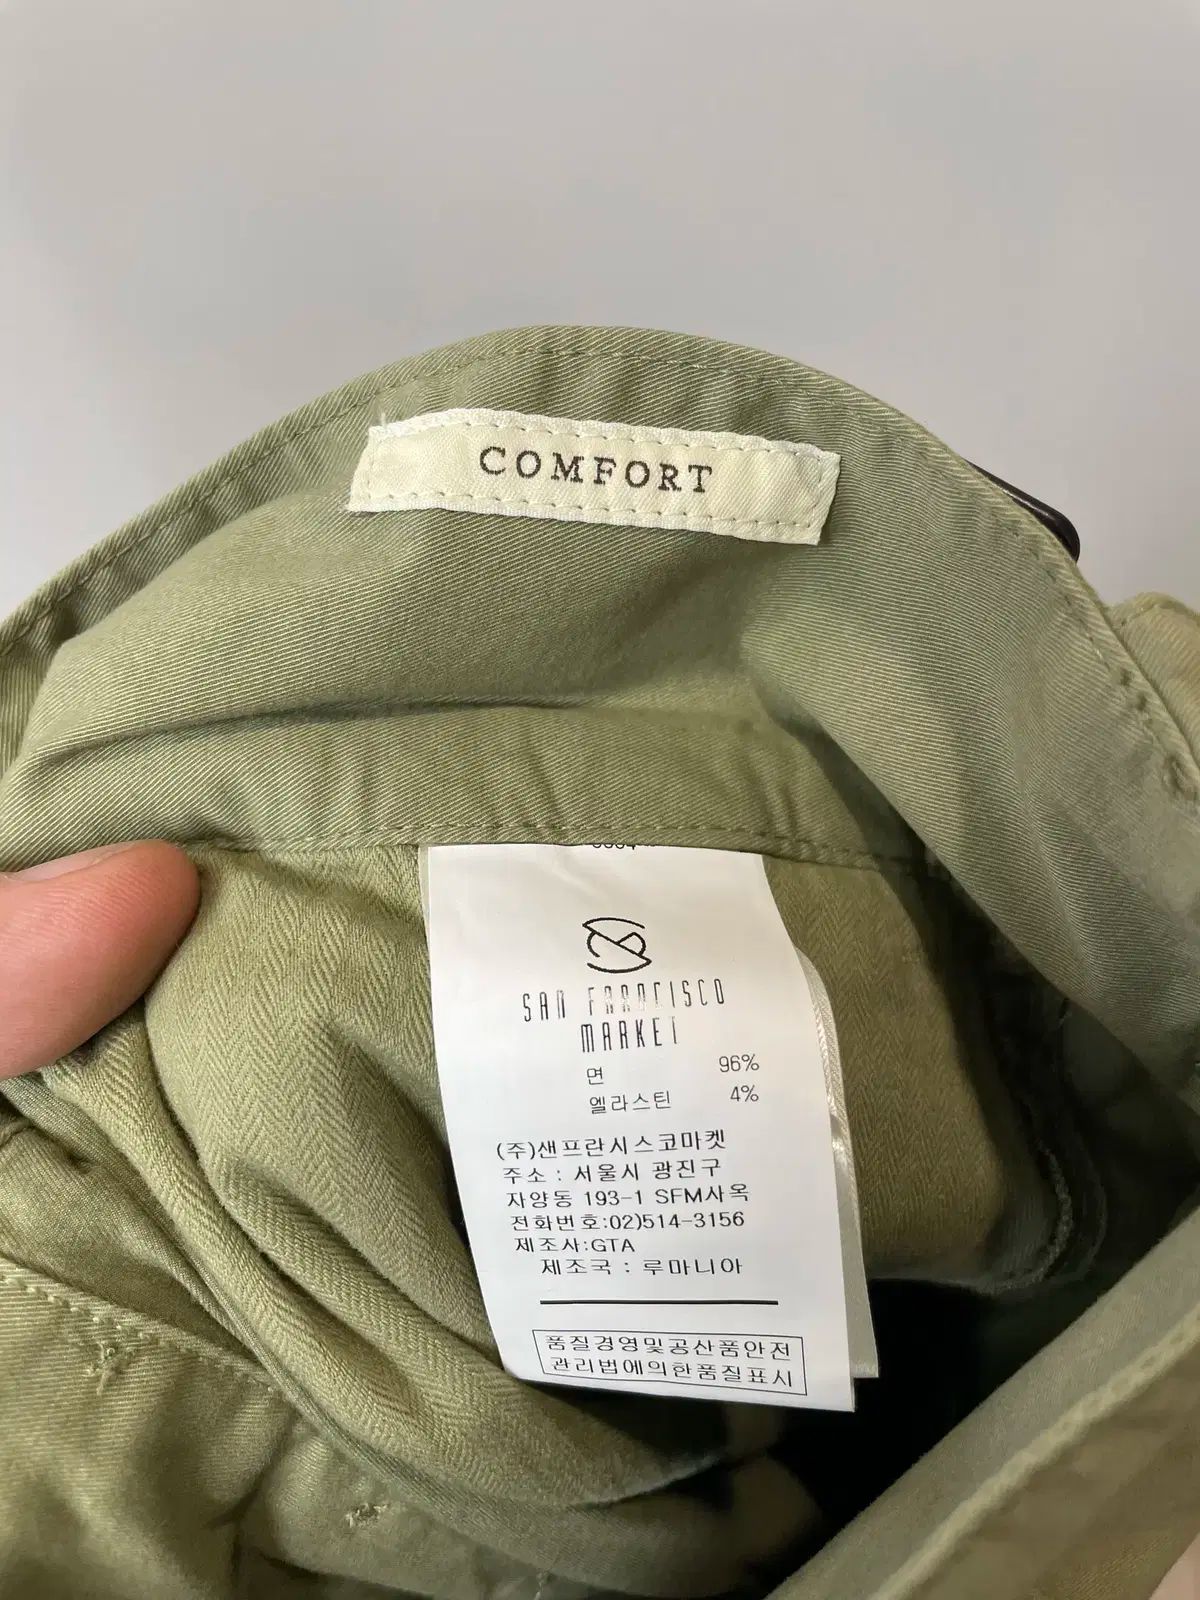 COMFORT
SAN FRANCISCO
MARKET
면 96%
엘라스틴 4%
(주)샌프란시스코마켓
주소 : 서울시 광진구
자양동 193-1 SFM사옥
전화번호:02)514-3156
제조사:GTA
제조국 : 루마니아
품질경영및공산품안전
관리법에의한품질표시